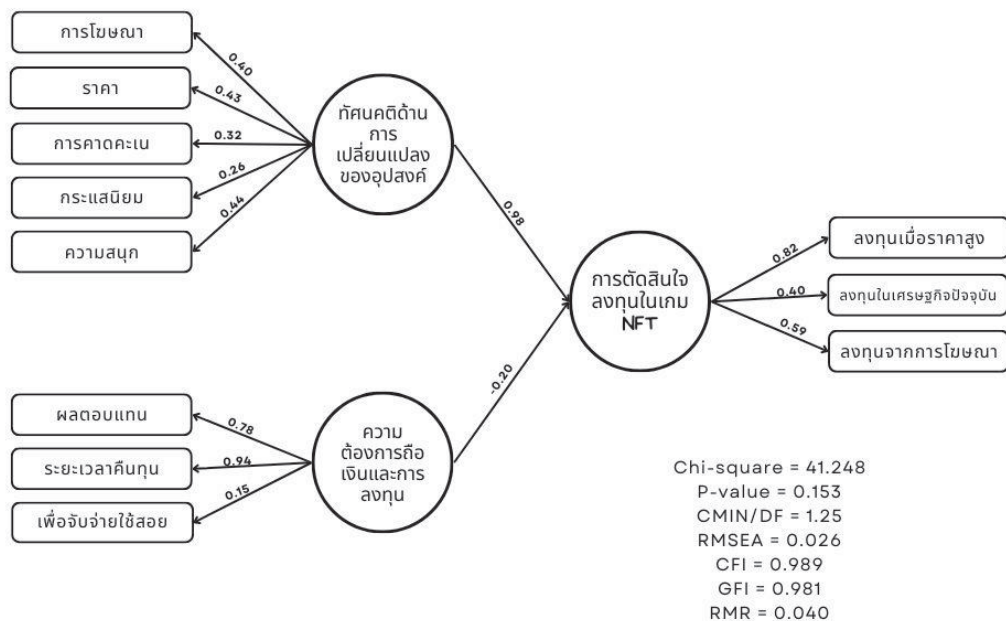 การโฆษณา
0.40
ราคา
0.43
การคาดคะเน
0.32
กระแสนิยม
0.26
ความสนุก
0.44
ทัศนคติด้าน
การ
เปลี่ยนแปลง
ของอุปสงค์
0.98
การตัดสินใจ
ลงทุนในเกม
NFT
0.82
ลงทุนเมื่อราคาสูง
0.40
ลงทุนในเศรษฐกิจปัจจุบัน
0.59
ลงทุนจากการโฆษณา
-0.20
ผลตอบแทน
0.78
ระยะเวลาคืนทุน
0.94
เพื่อจับจ่ายใช้สอย
0.15
ความ
ต้องการถือ
เงินและการ
ลงทุน
Chi-square = 41.248
P-value = 0.153
CMIN/DF = 1.25
RMSEA = 0.026
CFI = 0.989
GFI = 0.981
RMR = 0.040